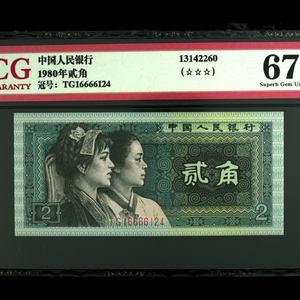 CG
ARANTY
中国人民银行
1980年贰角
冠号: TG16666124
13142260
(☆☆☆)
67
Superb Gem Un
中国人民银行
贰角
2
TG16666124
2